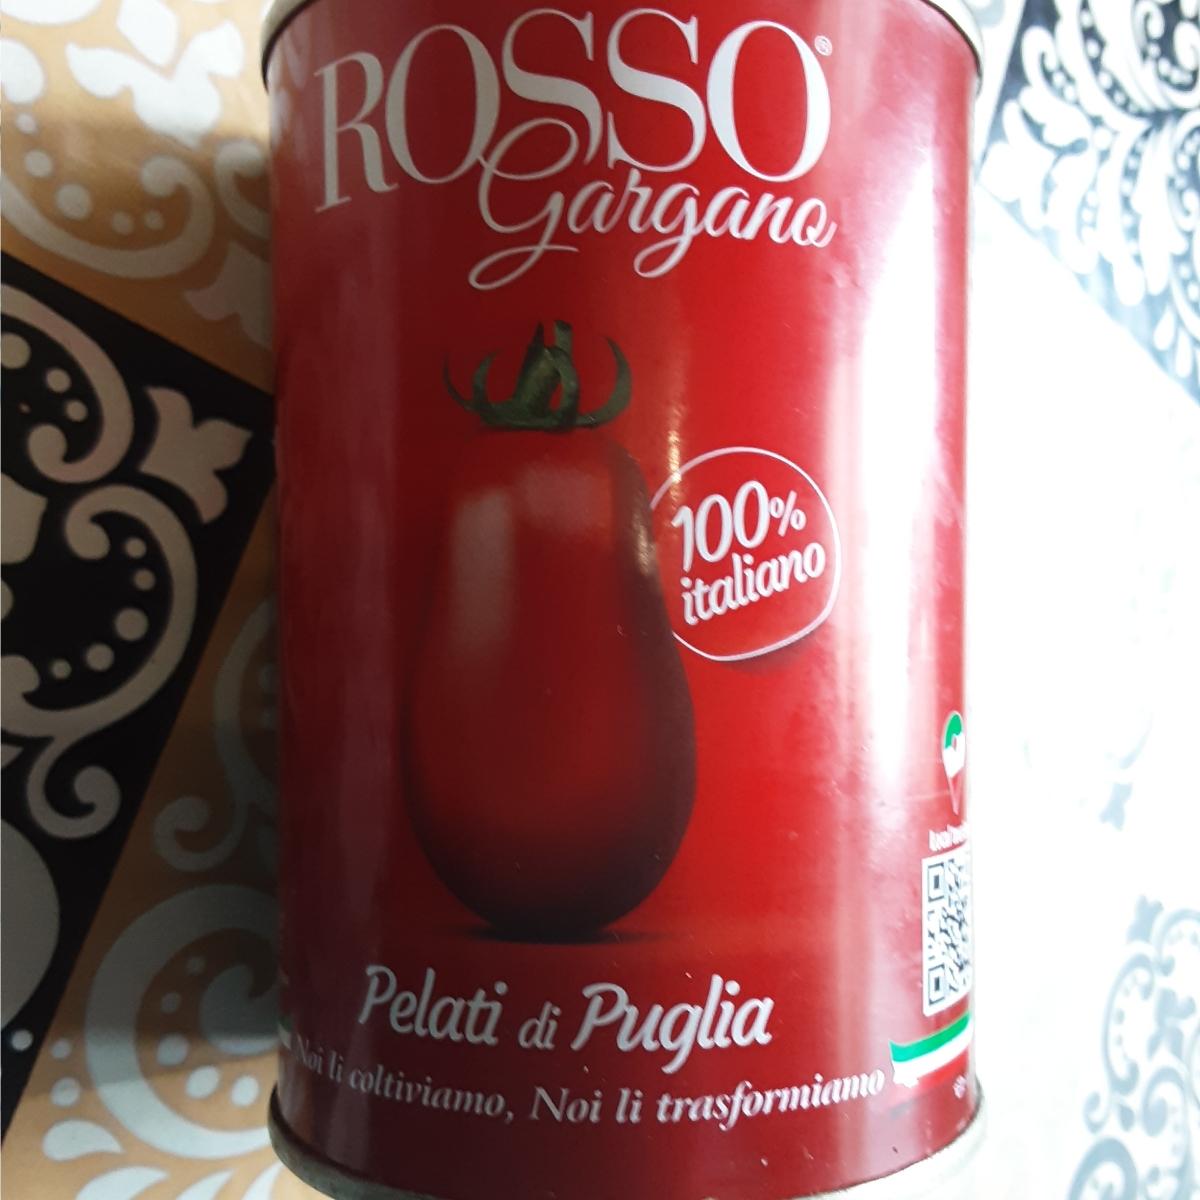 ROSSO®
Gargano
100%
italiano
Pelati di Puglia
Noi li coltiviamo, Noi li trasformiamo